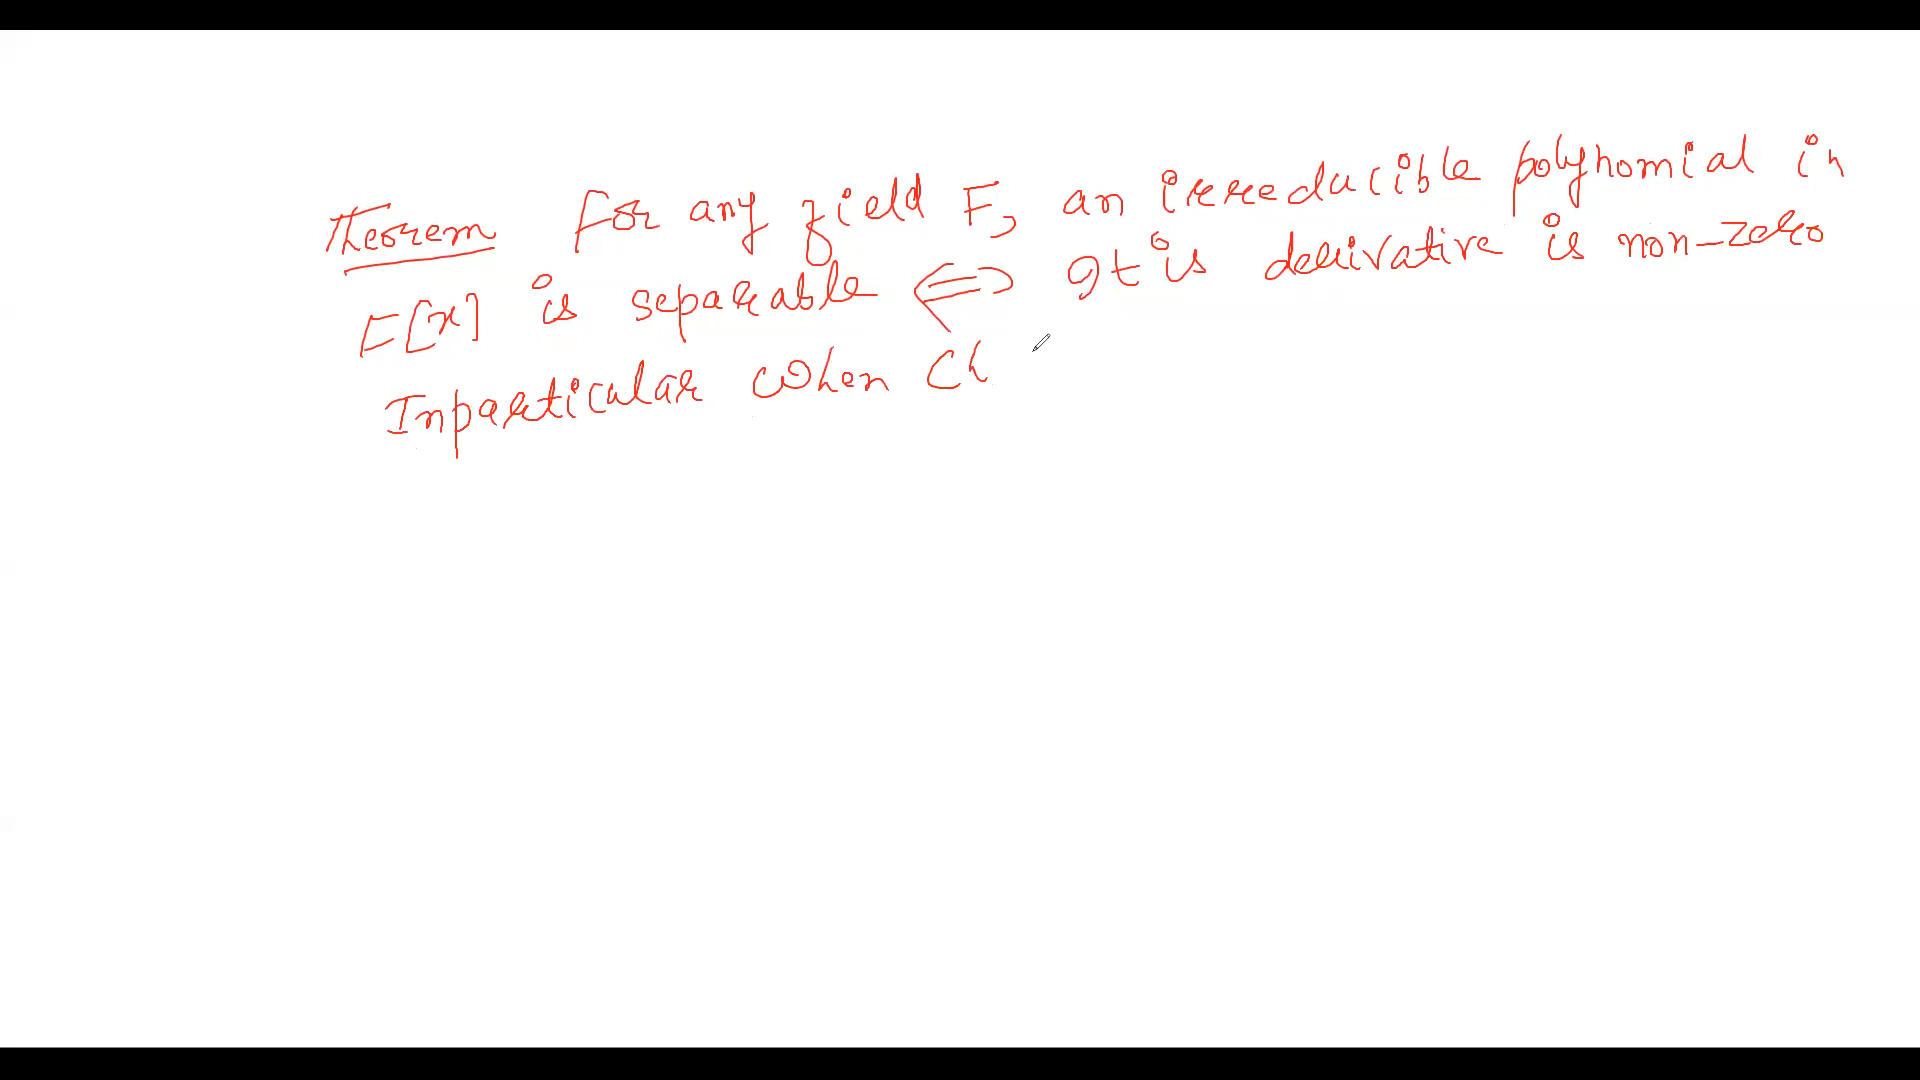 Theorem For any field F, an irreducible polynomial in
F[x] is separable <=> It is derivative is non-zero
Inparticular when Ch